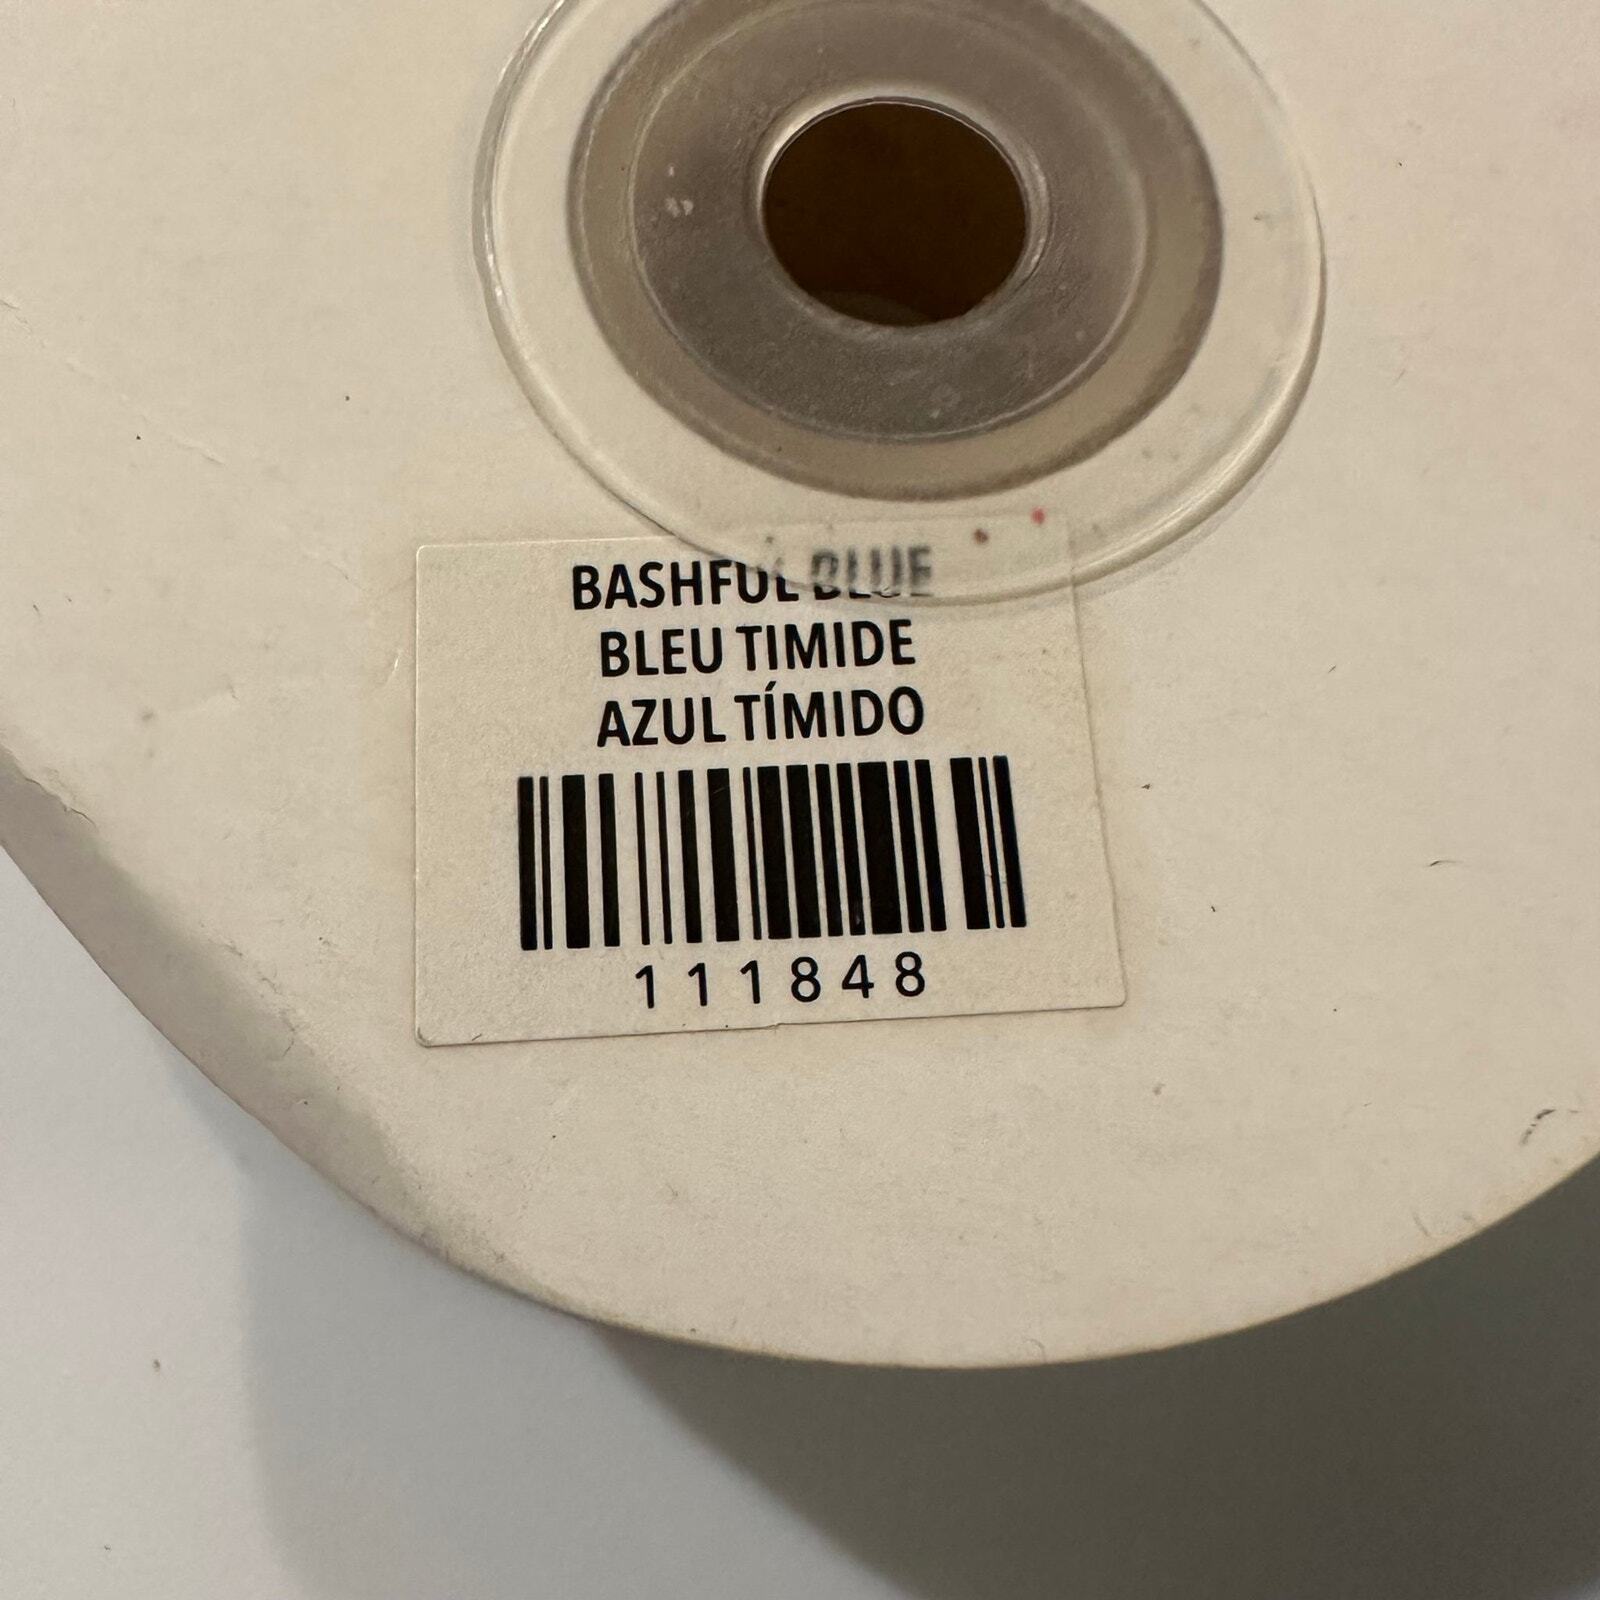 BASHFUL BLUE
BLEU TIMIDE
AZUL TÍMIDO
111848